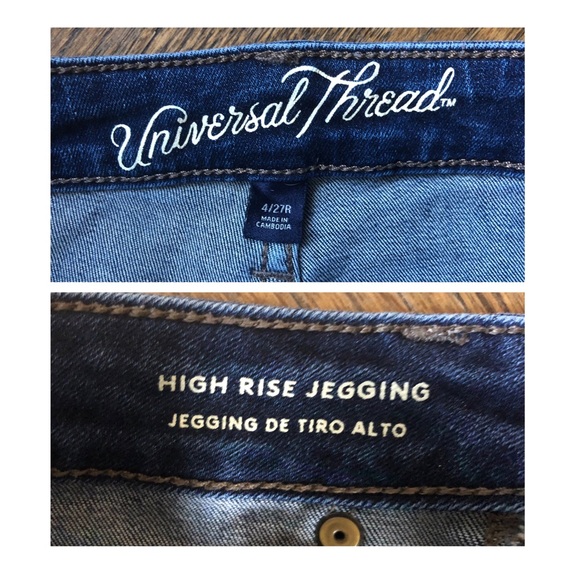 Universal Thread™
4/27R
MADE IN
CAMBODIA
HIGH RISE JEGGING
JEGGING DE TIRO ALTO